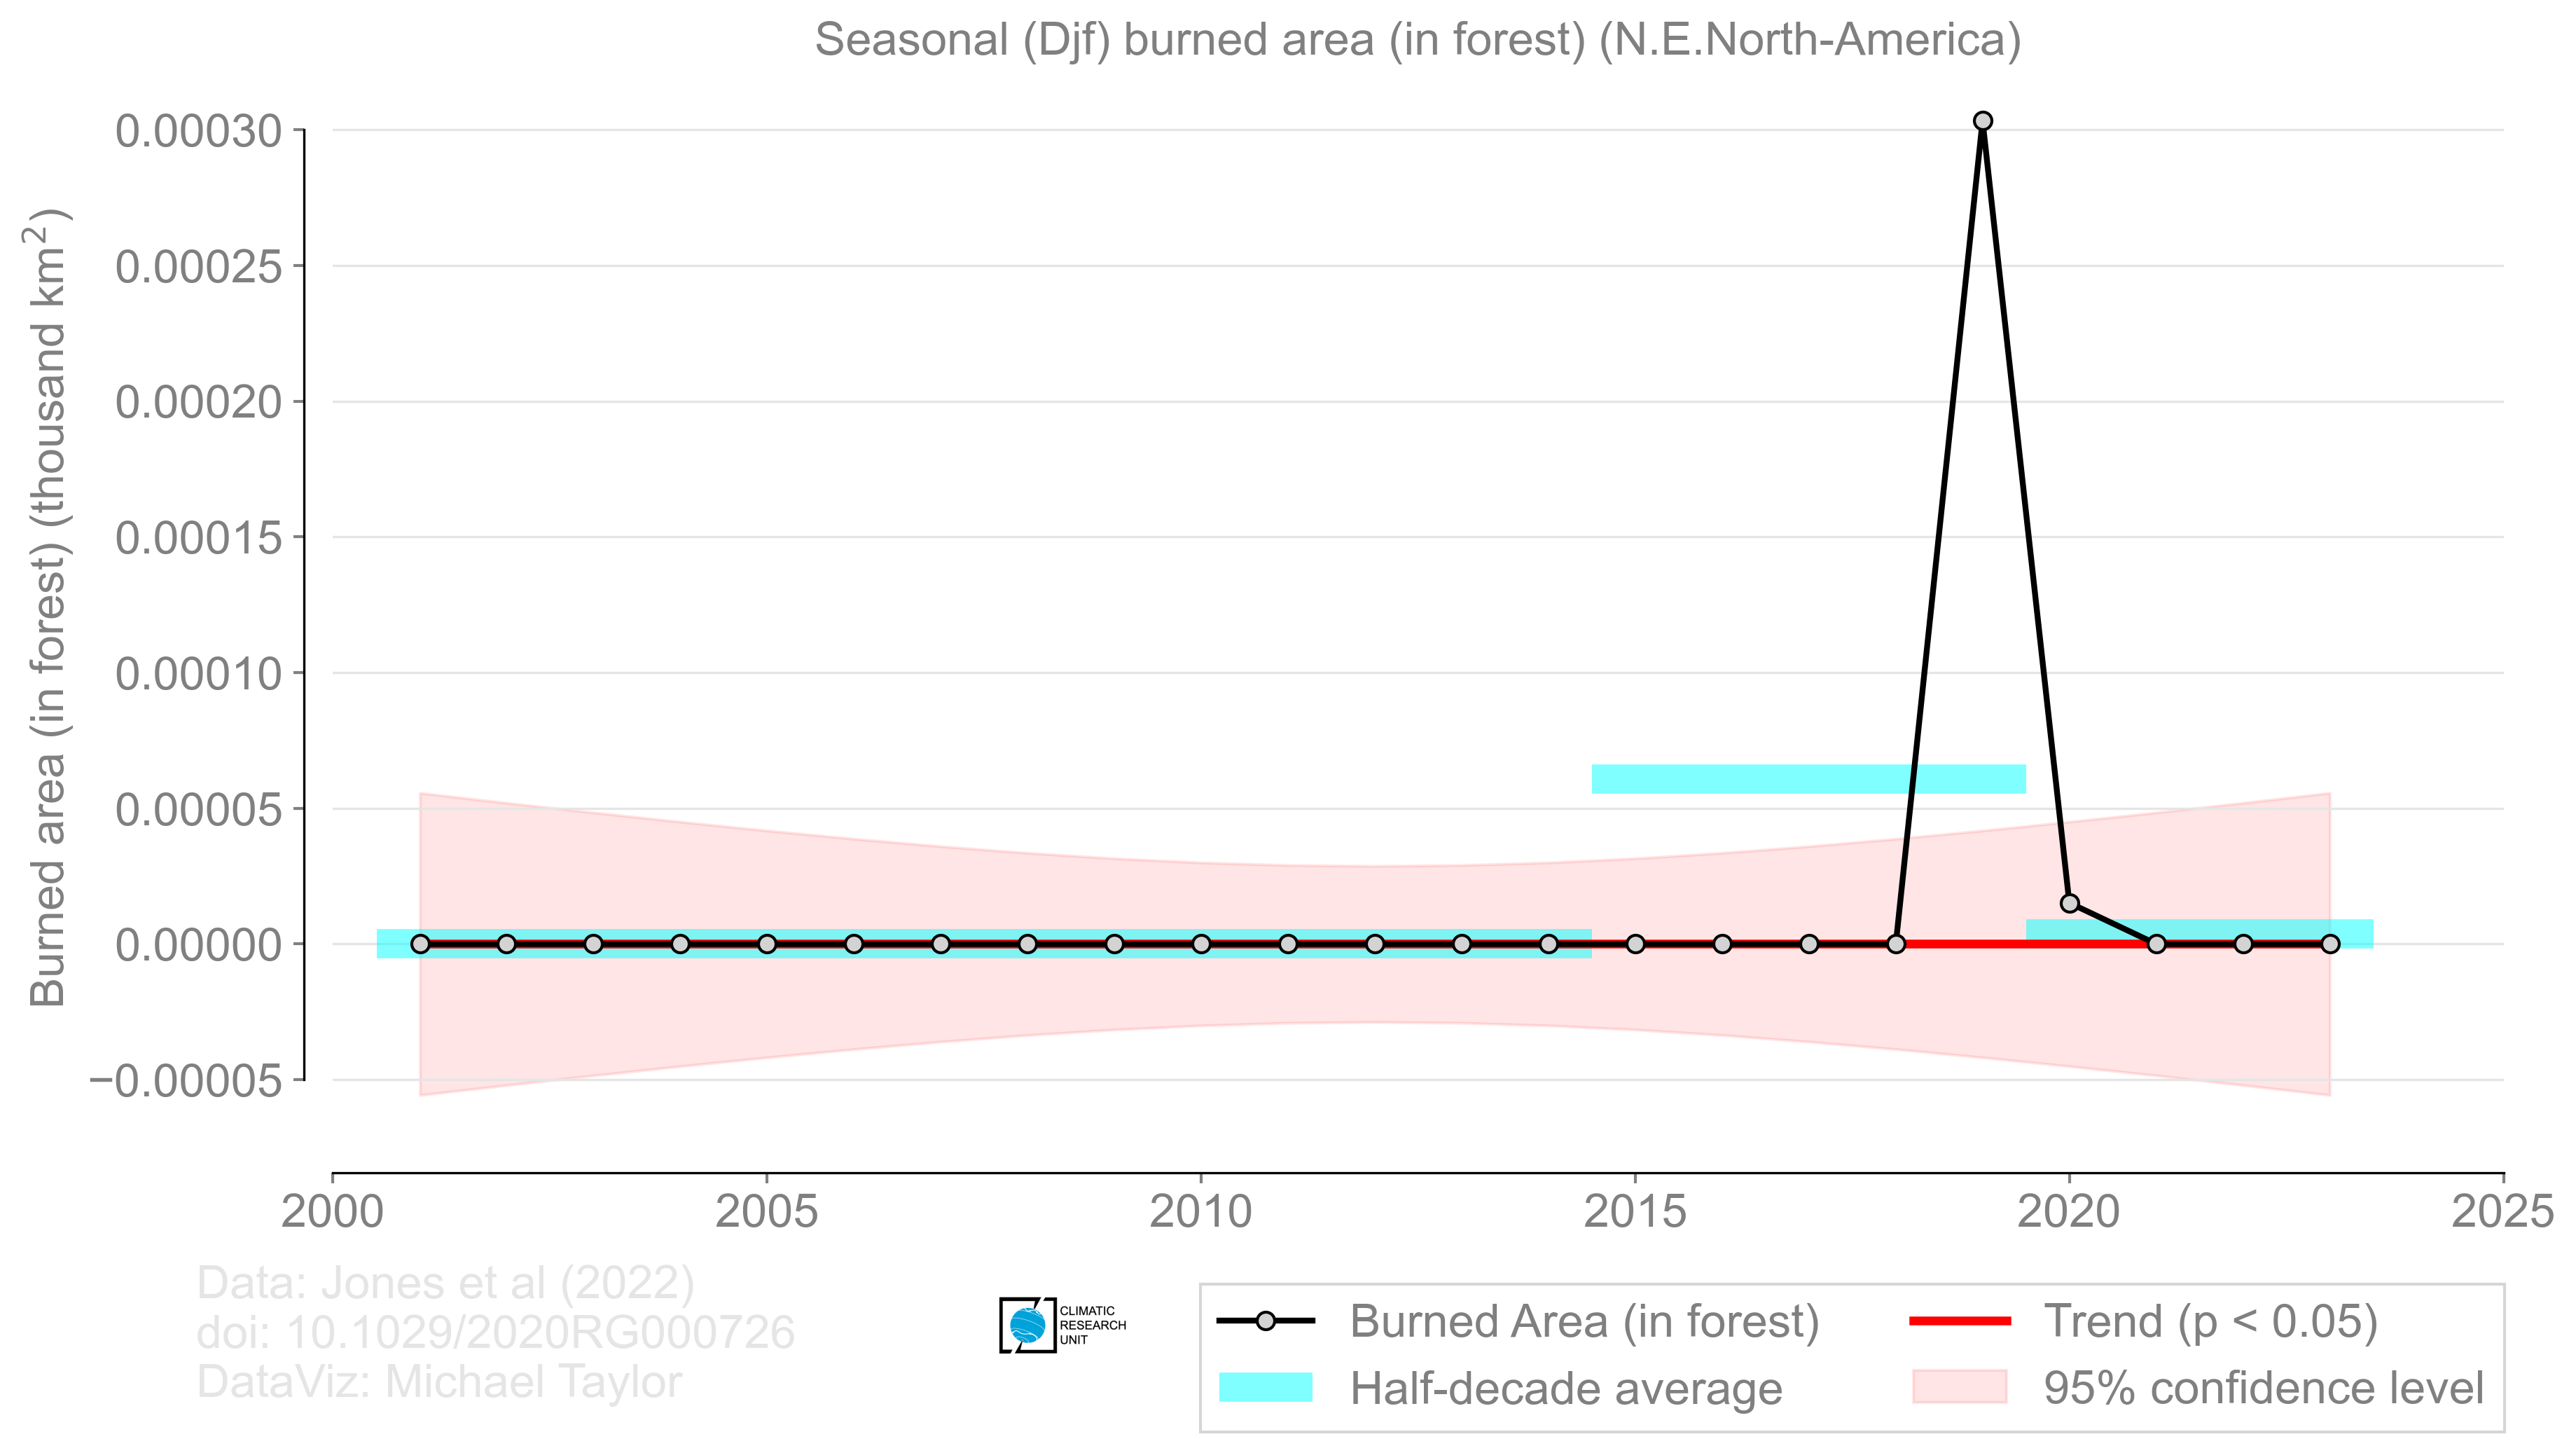 Seasonal (Djf) burned area (in forest) (N.E.North-America)
Burned area (in forest) (thousand km²)
0.00030
0.00025
0.00020
0.00015
0.00010
0.00005
0.00000
−0.00005
2000
2005
2010
2015
2020
2025
Data: Jones et al (2022)
doi: 10.1029/2020RG000726
DataViz: Michael Taylor
CLIMATIC
RESEARCH
UNIT
Burned Area (in forest)
Half-decade average
Trend (p < 0.05)
95% confidence level